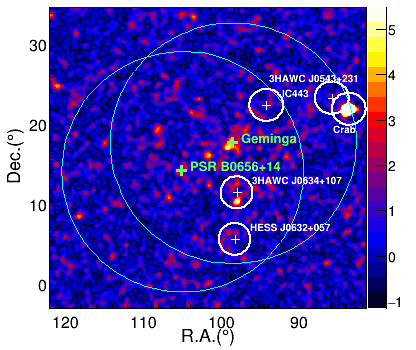 30
20
10
0
120
110
100
90
Dec.(°)
R.A.(°)
3HAWC J0543+231
IC443
Crab
Geminga
PSR B0656+14
3HAWC J0634+107
HESS J0632+057
5
4
3
2
1
0
−1